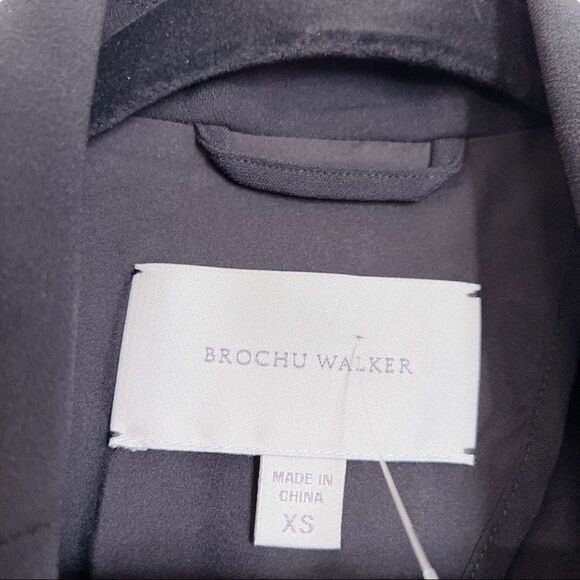 BROCHU WALKER
MADE IN
CHINA
XS